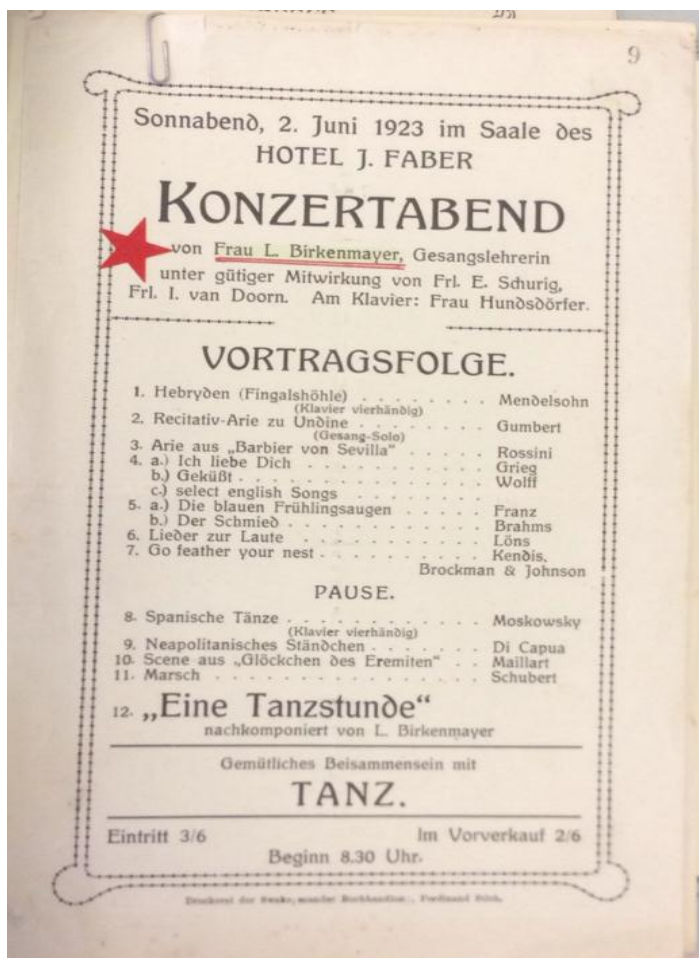 9
Sonnabend, 2. Juni 1923 im Saale des
HOTEL J. FABER
KONZERTABEND
von Frau L. Birkenmayer, Gesangslehrerin
unter gütiger Mitwirkung von Frl. E. Schurig,
Frl. I. van Doorn. Am Klavier: Frau Hundsdörfer.
VORTRAGSFOLGE.
1. Hebryden (Fingalshöhle) . . . . . . . . Mendelsohn
(Klavier vierhändig)
2. Recitativ-Arie zu Undine . . . . . . . . Gumbert
(Gesang-Solo)
3. Arie aus „Barbier von Sevilla“ . . . . . . Rossini
4. a.) Ich liebe Dich . . . . . . . . . . . Grieg
b.) Geküßt . . . . . . . . . . . . . . Wolff
c.) select english Songs . . . . . . . .
5. a.) Die blauen Frühlingsaugen . . . . . Franz
b.) Der Schmied . . . . . . . . . . . Brahms
6. Lieder zur Laute . . . . . . . . . . . Löns
7. Go feather your nest . . . . . . . . . . Kendis,
Brockman & Johnson
PAUSE.
8. Spanische Tänze . . . . . . . . . . . . Moskowsky
(Klavier vierhändig)
9. Neapolitanisches Ständchen . . . . . . . Di Capua
10. Scene aus „Glöckchen des Eremiten“ . . Maillart
11. Marsch . . . . . . . . . . . . . . . . Schubert
12. „Eine Tanzstunde“
nachkomponiert von L. Birkenmayer
Gemütliches Beisammensein mit
TANZ.
Eintritt 3/6 Im Vorverkauf 2/6
Beginn 8.30 Uhr.
Druckerei der Swakopmunder Buchhandlung, Ferdinand Stich.